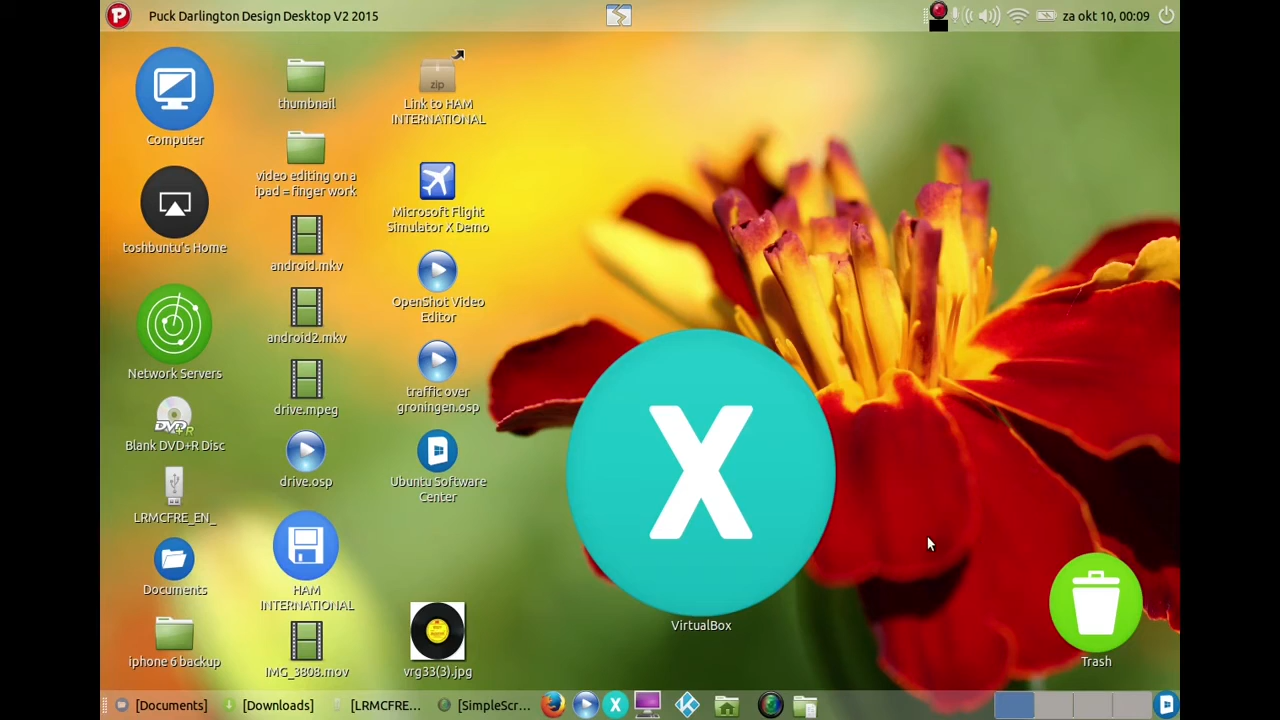 Puck Darlington Design Desktop V2 2015
za okt 10, 00:09
Computer
toshbuntu's Home
Network Servers
DVD+R
Blank DVD+R Disc
LRMCFRE_EN_
Documents
iphone 6 backup
thumbnail
video editing on a
ipad = finger work
android.mkv
android2.mkv
drive.mpeg
drive.osp
HAM
INTERNATIONAL
IMG_3808.mov
zip
Link to HAM
INTERNATIONAL
Microsoft Flight
Simulator X Demo
OpenShot Video
Editor
traffic over
groningen.osp
Ubuntu Software
Center
vrg33(3).jpg
X
VirtualBox
Trash
[Documents]
[Downloads]
[LRMCFRE...
[SimpleScr...
X